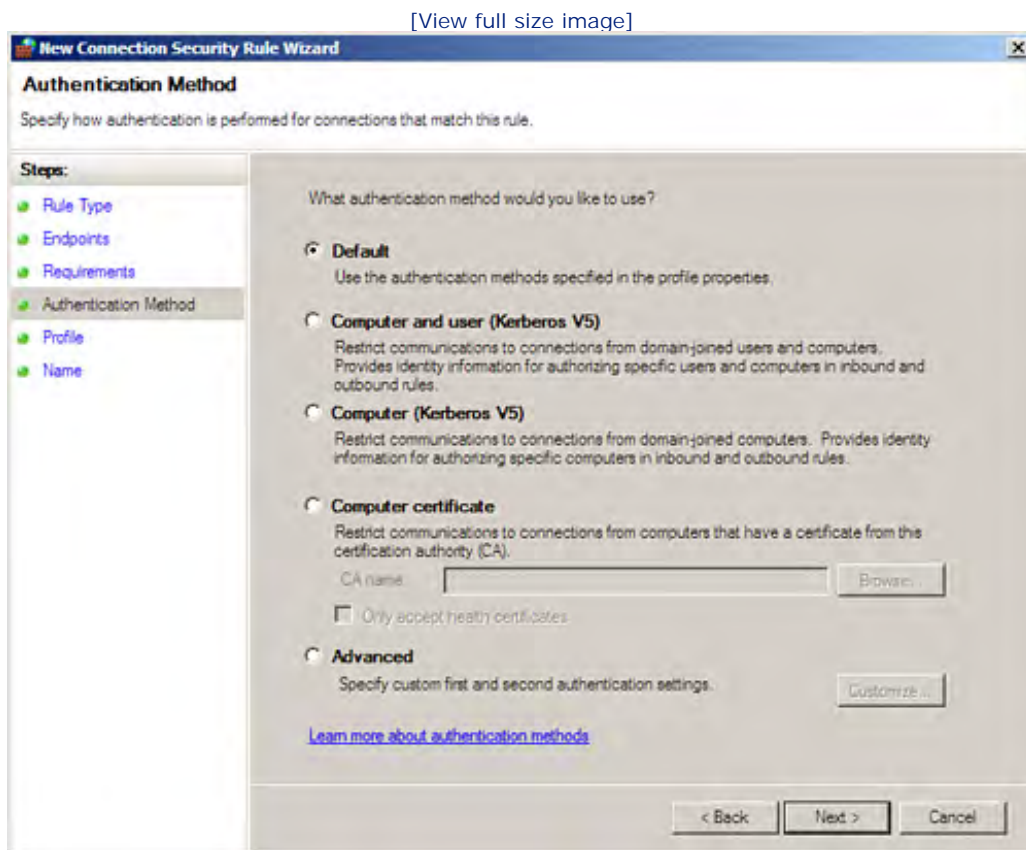 [View full size image]
New Connection Security Rule Wizard
Authentication Method
Specify how authentication is performed for connections that match this rule.
Steps:
Rule Type
Endpoints
Requirements
Authentication Method
Profile
Name
What authentication method would you like to use?
Default
Use the authentication methods specified in the profile properties.
Computer and user (Kerberos V5)
Restrict communications to connections from domain-joined users and computers.
Provides identity information for authorizing specific users and computers in inbound and
outbound rules.
Computer (Kerberos V5)
Restrict communications to connections from domain-joined computers. Provides identity
information for authorizing specific computers in inbound and outbound rules.
Computer certificate
Restrict communications to connections from computers that have a certificate from this
certification authority (CA).
CA name
Browse...
Only accept health certificates
Advanced
Specify custom first and second authentication settings.
Customize...
Learn more about authentication methods
< Back
Next >
Cancel